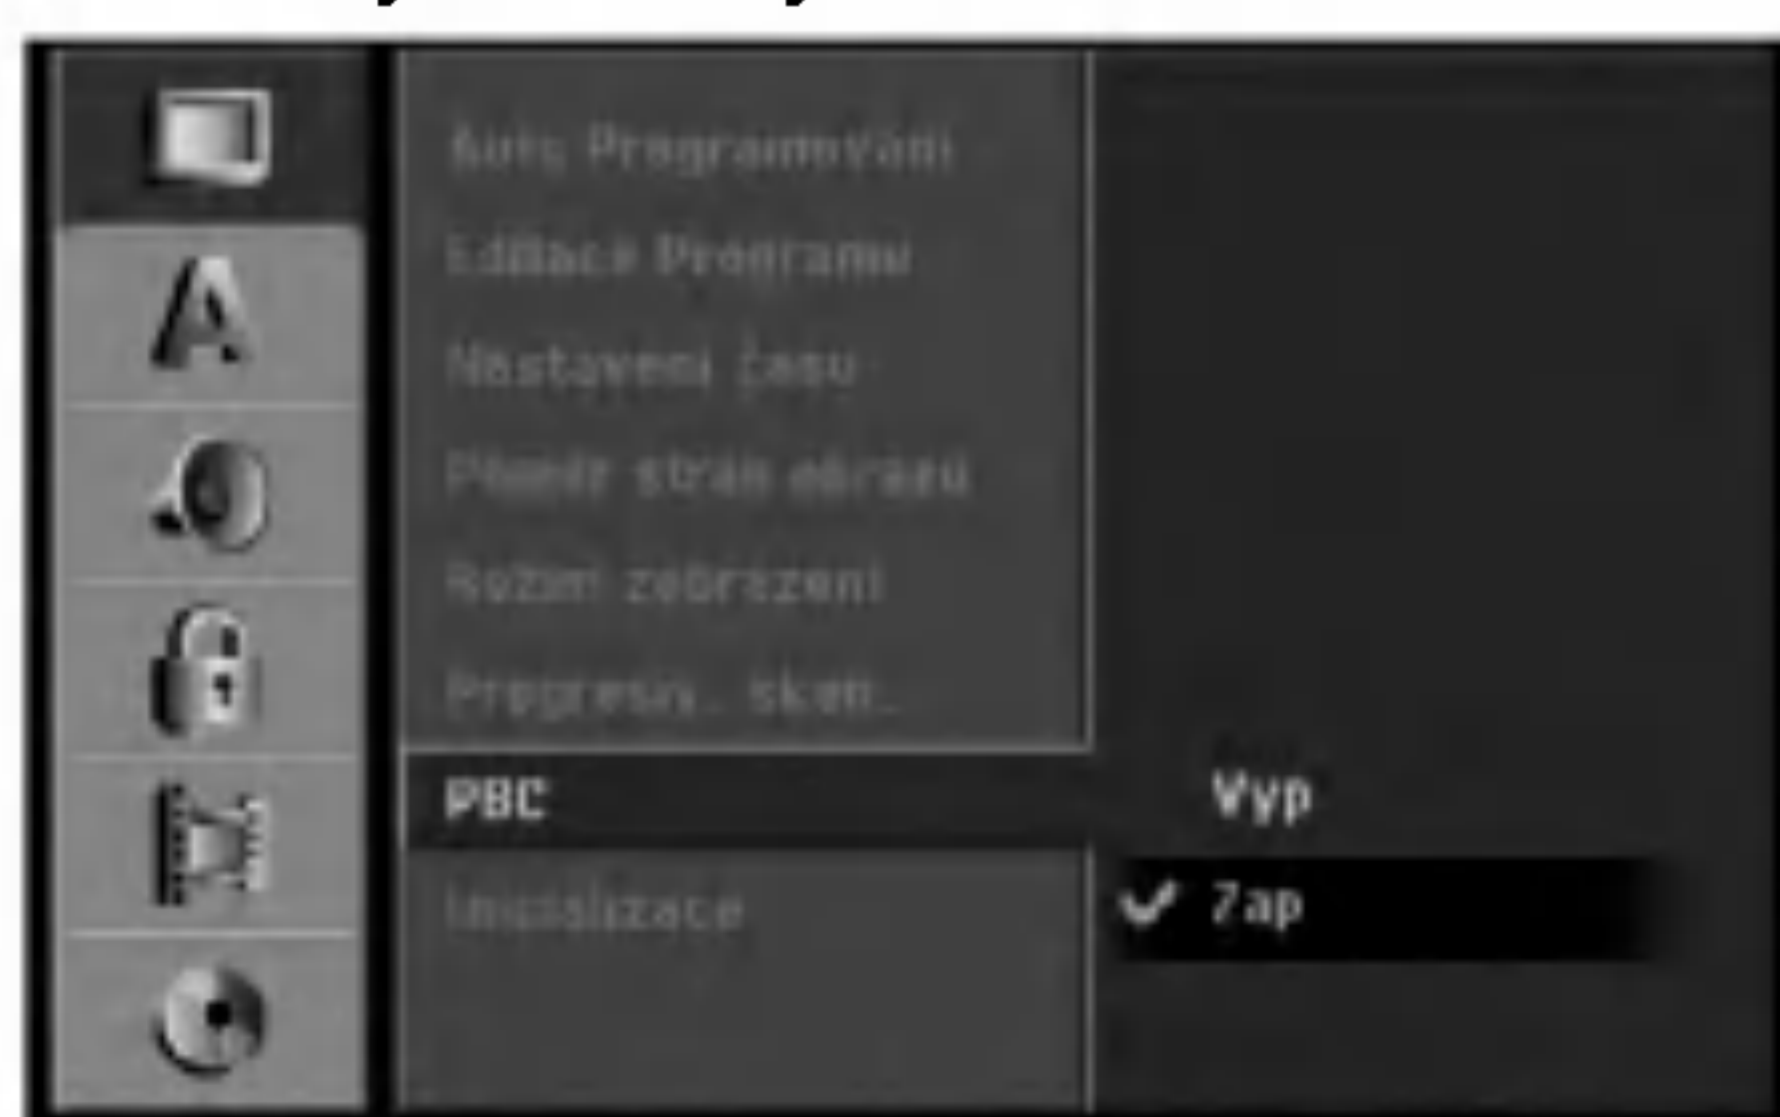 Auto Programování
Editace Programu
Nastavení času
Poměr stran obrazu
Režim zobrazení
Progresiv. sken.
PBC
Vyp
Inicializace
Zap